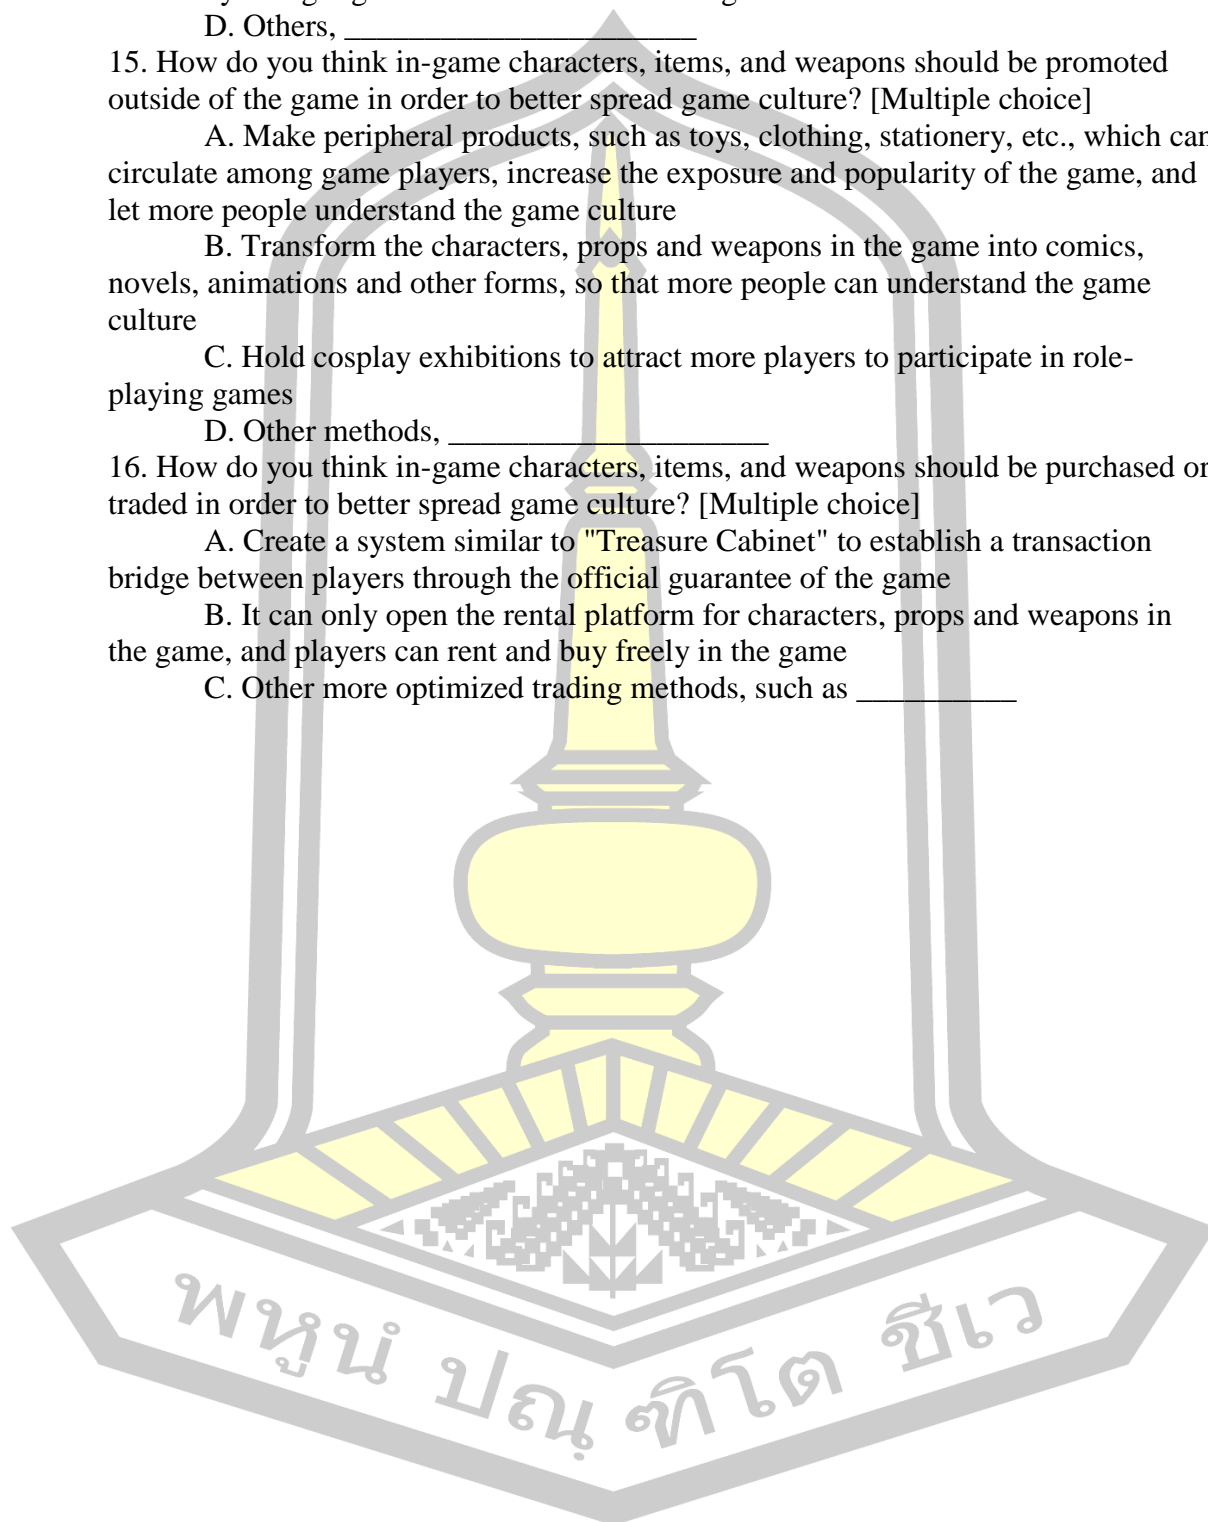 D. Others, ______________________
15. How do you think in-game characters, items, and weapons should be promoted
outside of the game in order to better spread game culture? [Multiple choice]
A. Make peripheral products, such as toys, clothing, stationery, etc., which can
circulate among game players, increase the exposure and popularity of the game, and
let more people understand the game culture
B. Transform the characters, props and weapons in the game into comics,
novels, animations and other forms, so that more people can understand the game
culture
C. Hold cosplay exhibitions to attract more players to participate in role-
playing games
D. Other methods, ____________________
16. How do you think in-game characters, items, and weapons should be purchased or
traded in order to better spread game culture? [Multiple choice]
A. Create a system similar to "Treasure Cabinet" to establish a transaction
bridge between players through the official guarantee of the game
B. It can only open the rental platform for characters, props and weapons in
the game, and players can rent and buy freely in the game
C. Other more optimized trading methods, such as __________
พหูนํ ปณฺ ฑิโต ชีเว